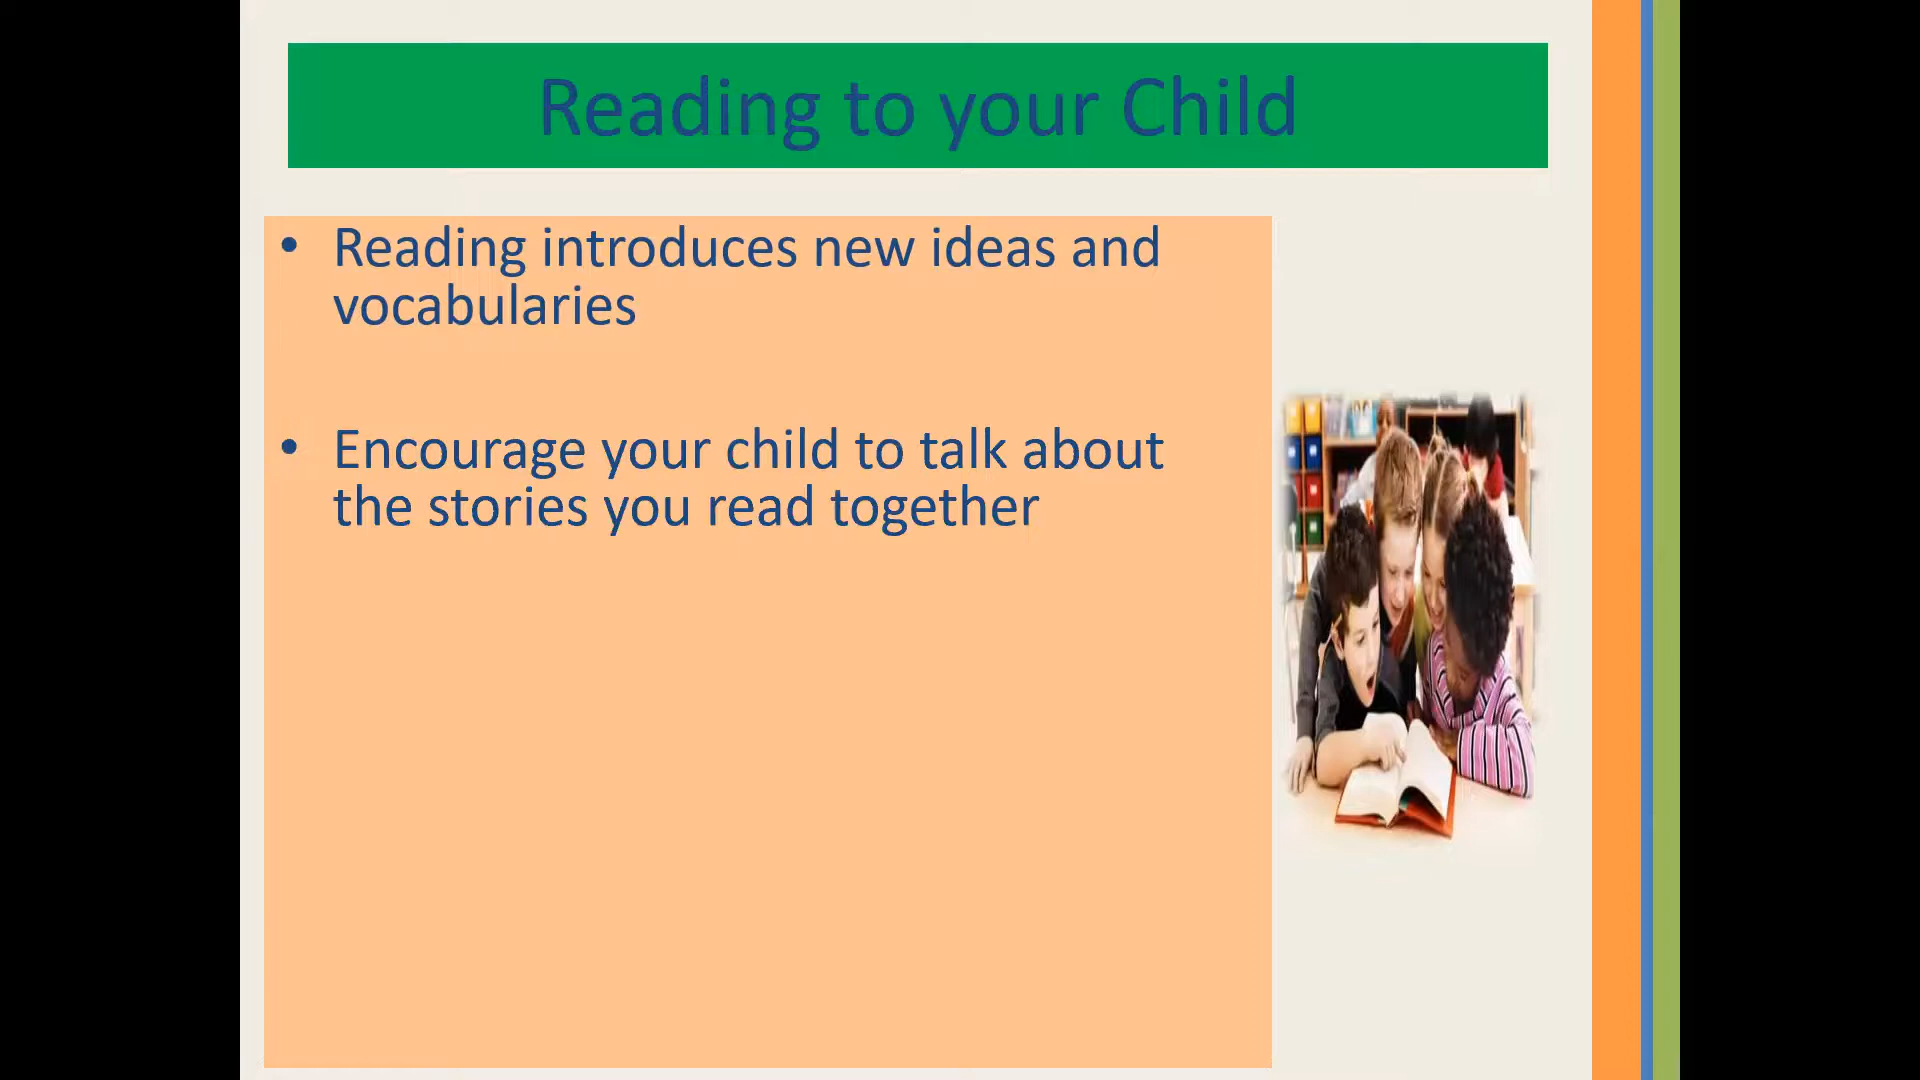 Reading to your Child
• Reading introduces new ideas and
vocabularies
• Encourage your child to talk about
the stories you read together